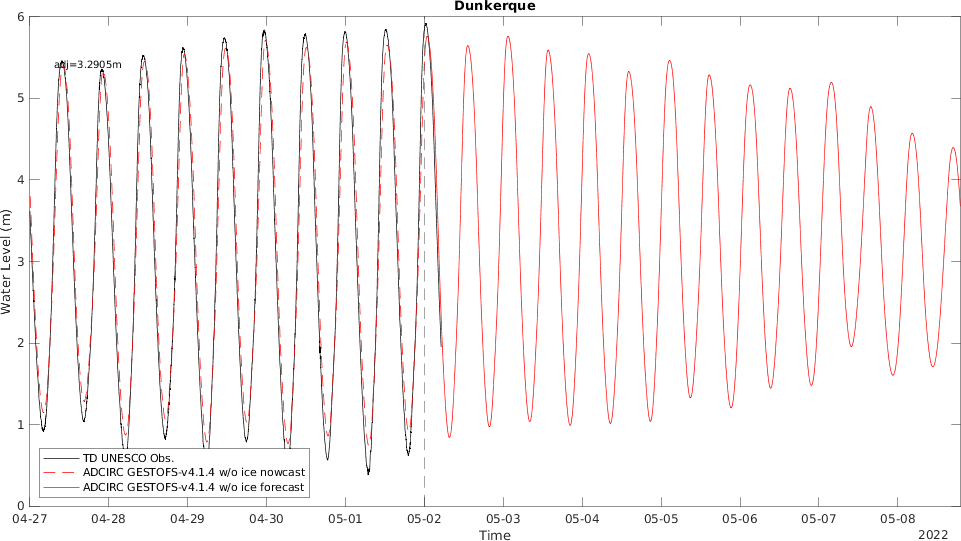 Dunkerque
6
5
4
3
2
1
0
Water Level (m)
adj=3.2905m
TD UNESCO Obs.
ADCIRC GESTOFS-v4.1.4 w/o ice nowcast
ADCIRC GESTOFS-v4.1.4 w/o ice forecast
04-27 04-28 04-29 04-30 05-01 05-02 05-03 05-04 05-05 05-06 05-07 05-08
Time
2022